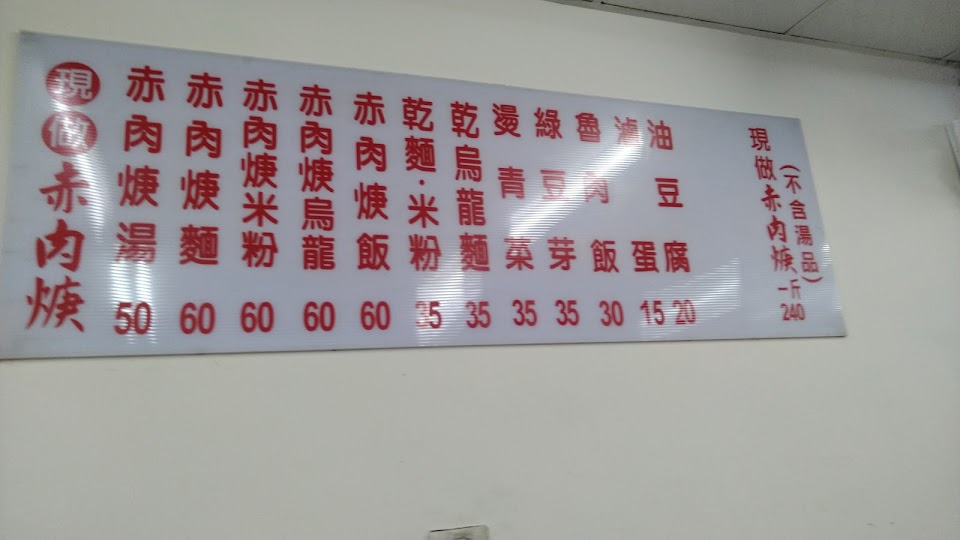 現做赤肉焿
赤肉焿湯 50
赤肉焿麵 60
赤肉焿米粉 60
赤肉焿烏龍 60
赤肉焿飯 60
乾麵·米粉 35
乾烏龍麵 35
燙青菜 35
綠豆芽 35
魯肉飯 30
滷蛋 15
油豆腐 20
現做赤肉焿一斤240
(不含湯品)